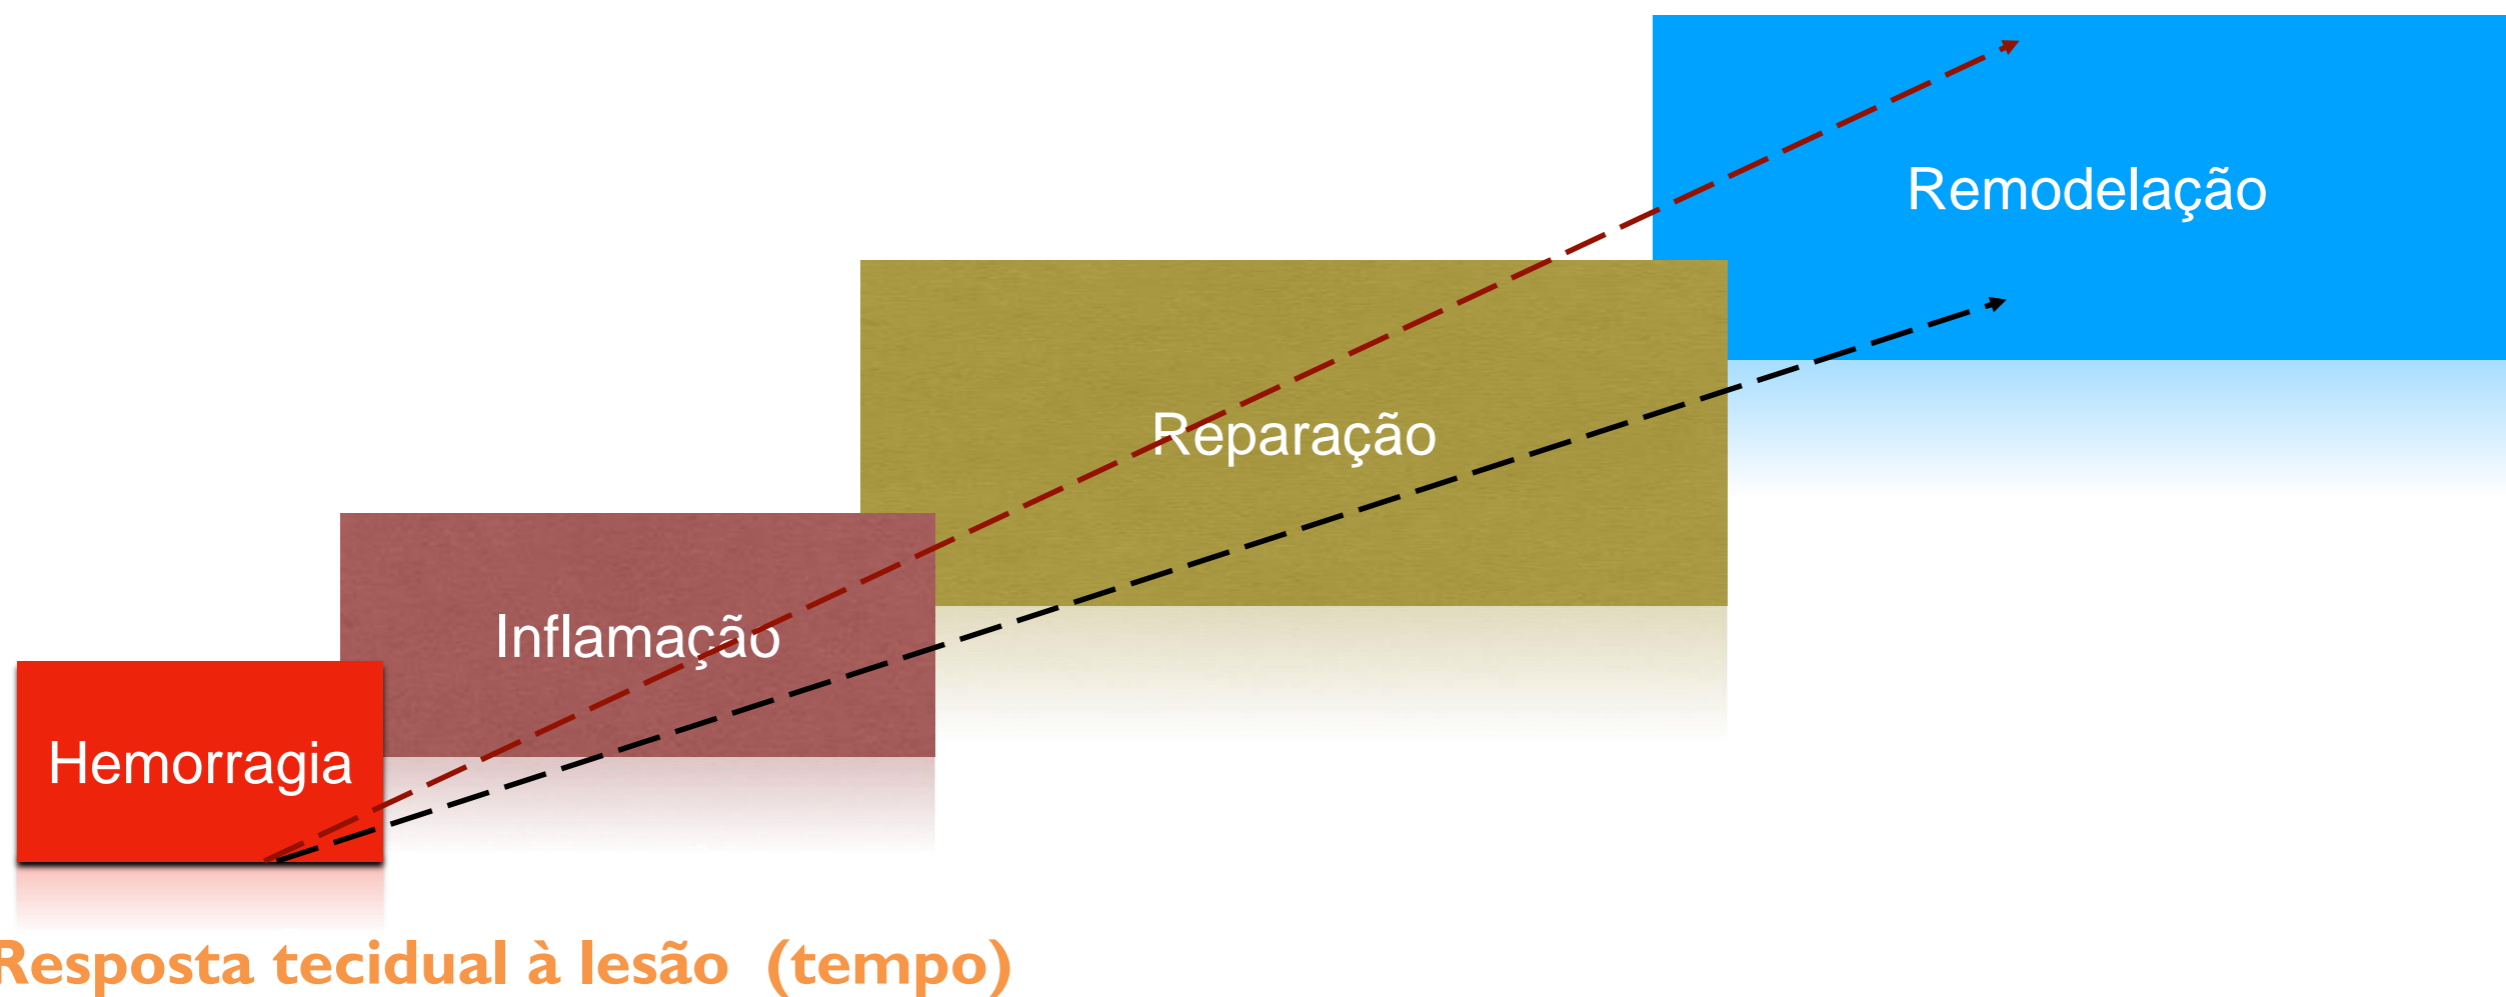 Remodelação
Reparação
Inflamação
Hemorragia
Resposta tecidual à lesão (tempo)